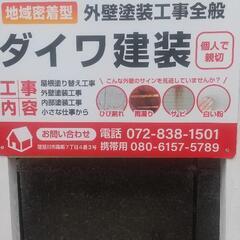 地域密着型 外壁塗装工事全般
ダイワ建装
個人で
親切
工事
内容
屋根塗り替え工事
外壁塗装工事
内部塗装工事
小さな仕事から
こんな外壁のサインを見逃していませんか?
ひび割れ 雨漏り サビ 白い粉
お問い合わせ
電話 072-838-1501
携帯用 080-6157-5789